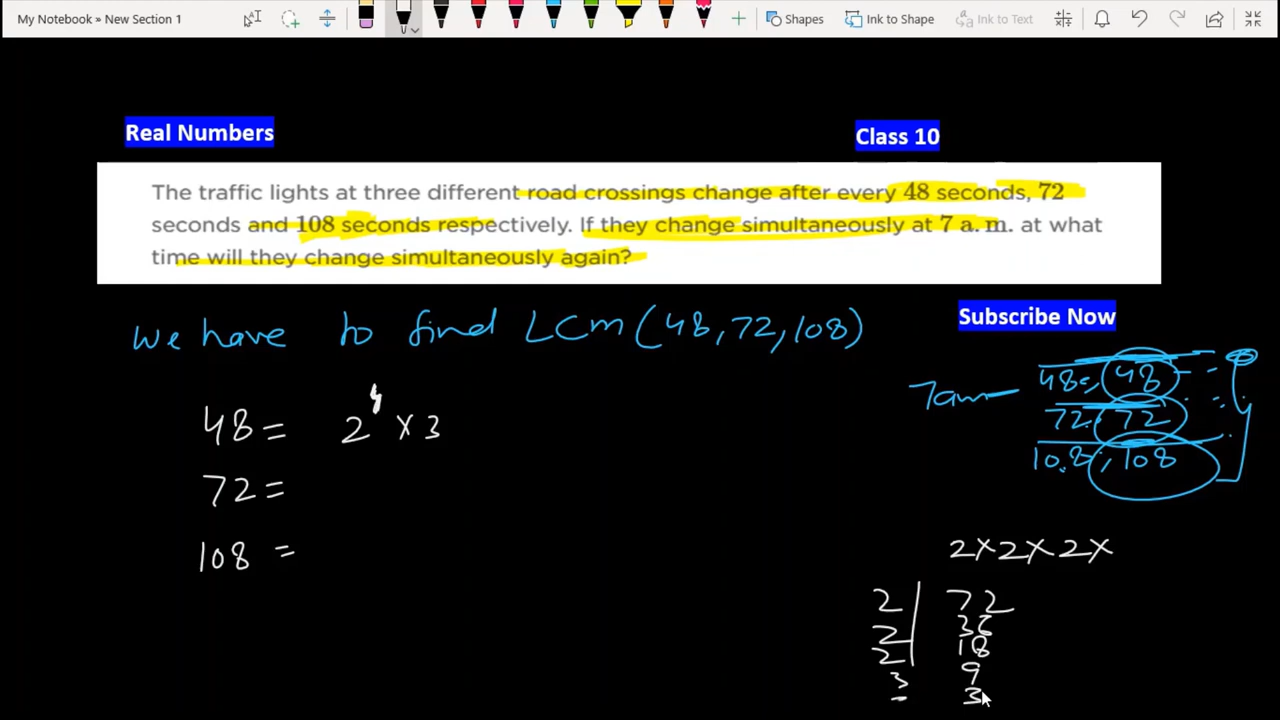 My Notebook » New Section 1
Shapes
Ink to Shape
Ink to Text
Real Numbers
Class 10
The traffic lights at three different road crossings change after every 48 seconds, 72
seconds and 108 seconds respectively. If they change simultaneously at 7 a.m. at what
time will they change simultaneously again?
We have to find LCM (48, 72, 108)
Subscribe Now
7am
48s, 48
72s, 72
108, 108
48 = 2^4 × 3
72 =
108 =
2×2×2×
2 | 72
2 | 36
2 | 18
3 9
3